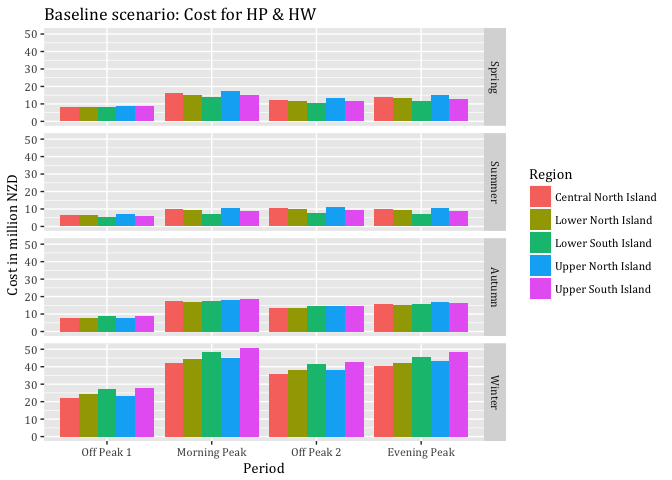 Baseline scenario: Cost for HP & HW
Cost in million NZD
50
40
30
20
10
0
Spring
50
40
30
20
10
0
Summer
50
40
30
20
10
0
Autumn
50
40
30
20
10
0
Winter
Off Peak 1
Morning Peak
Off Peak 2
Evening Peak
Period
Region
Central North Island
Lower North Island
Lower South Island
Upper North Island
Upper South Island